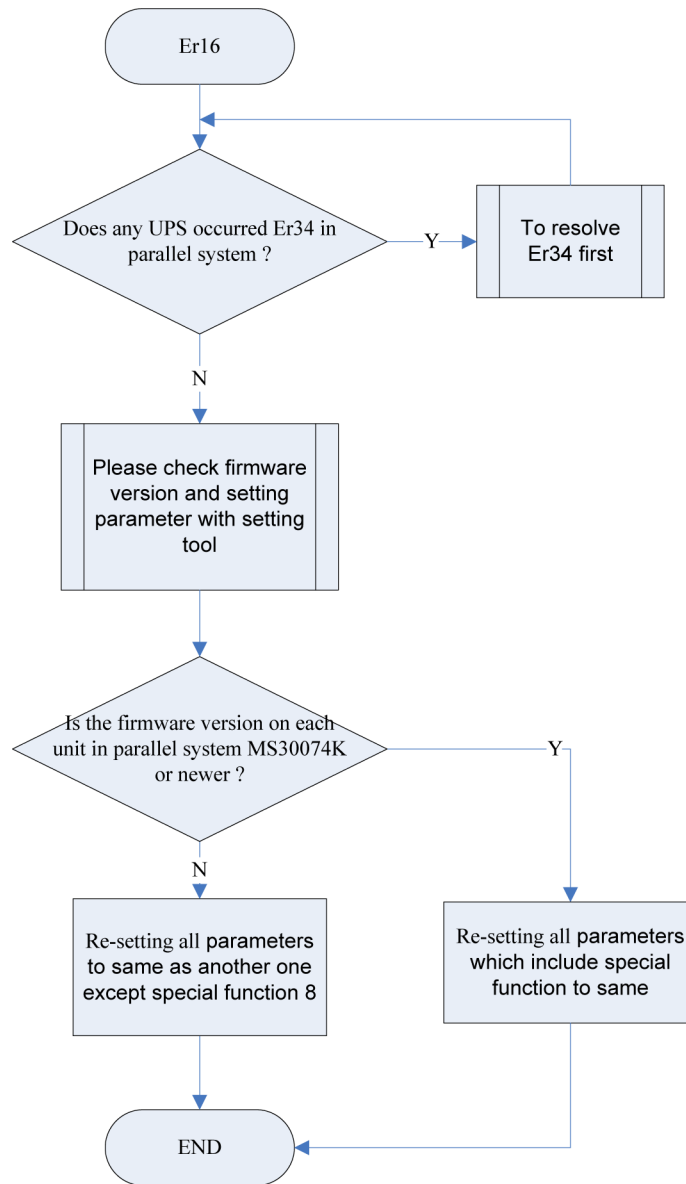 Er16
Does any UPS occurred Er34 in
parallel system ?
Y
To resolve
Er34 first
N
Please check firmware
version and setting
parameter with setting
tool
Is the firmware version on each
unit in parallel system MS30074K
or newer ?
Y
N
Re-setting all parameters
to same as another one
except special function 8
Re-setting all parameters
which include special
function to same
END